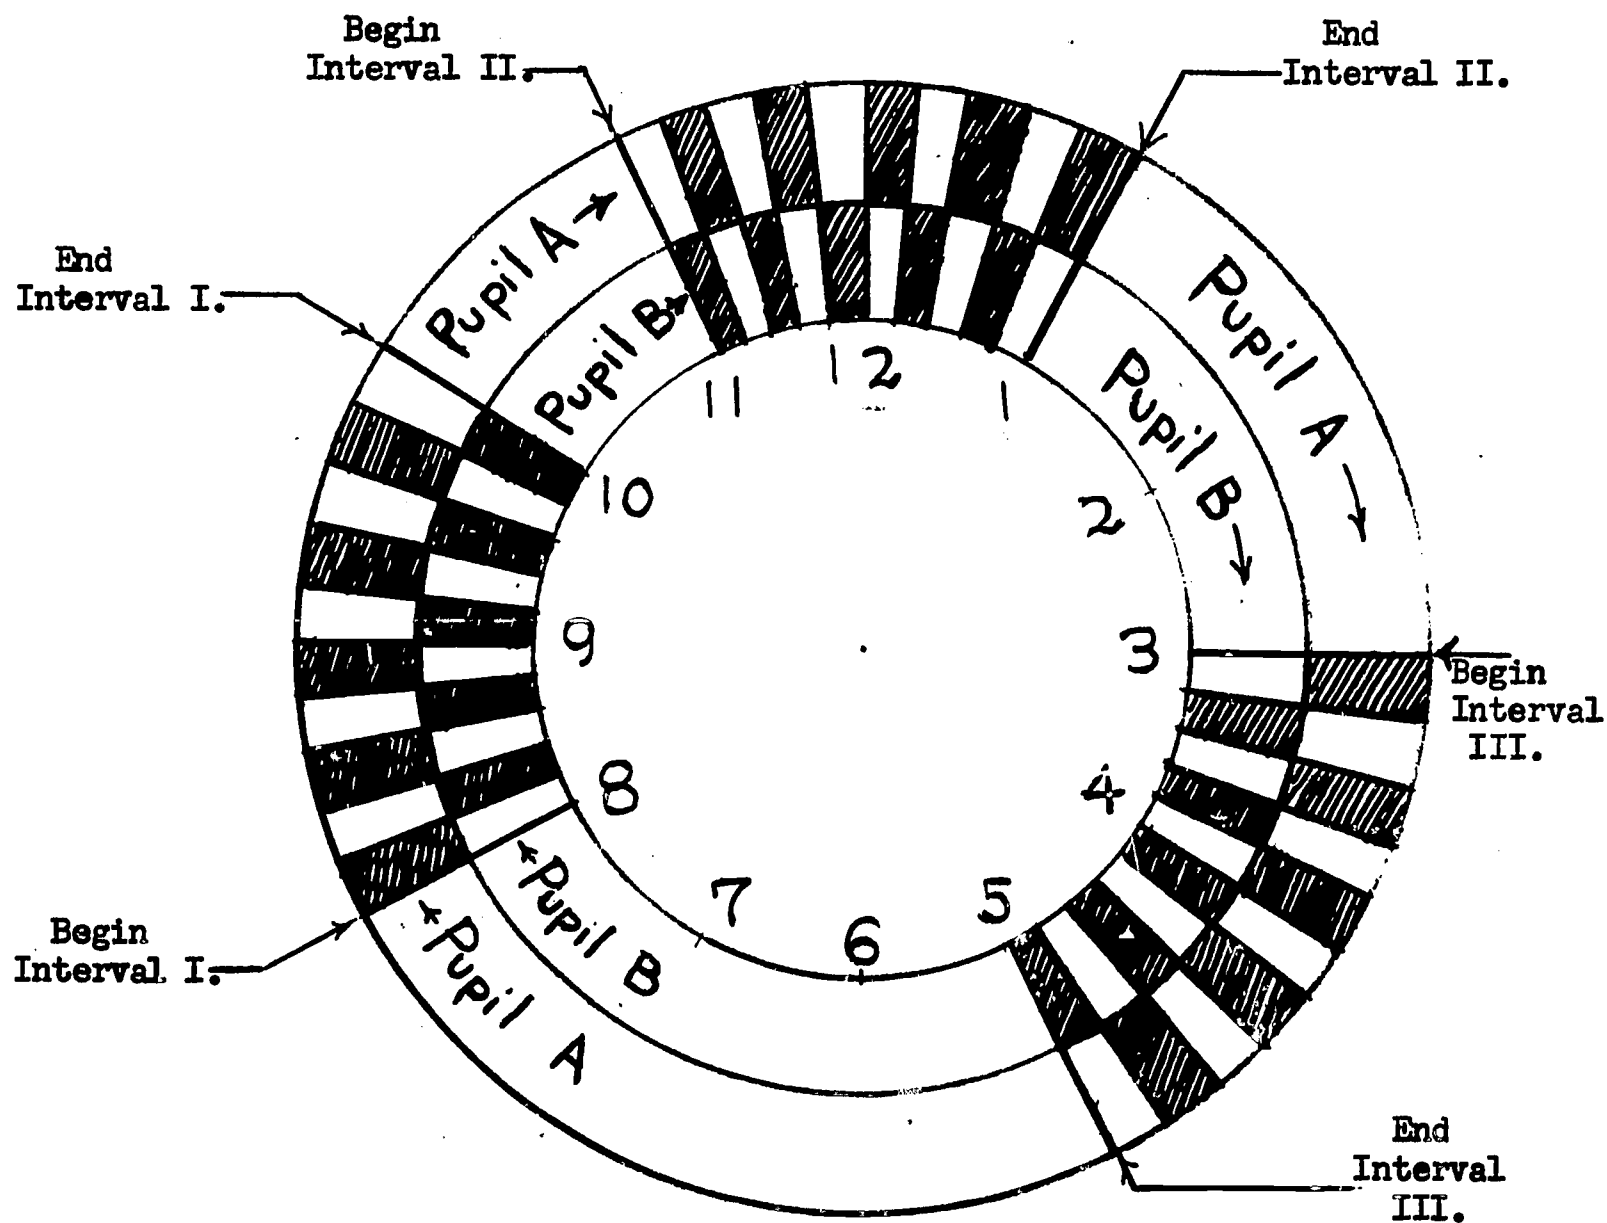 Begin
Interval II.
End
Interval II.
End
Interval I.
Pupil A
Pupil B
Pupil A
Pupil B
11
12
1
10
2
9
3
8
4
7
6
5
Begin
Interval
III.
Begin
Interval I.
Pupil B
Pupil A
End
Interval
III.